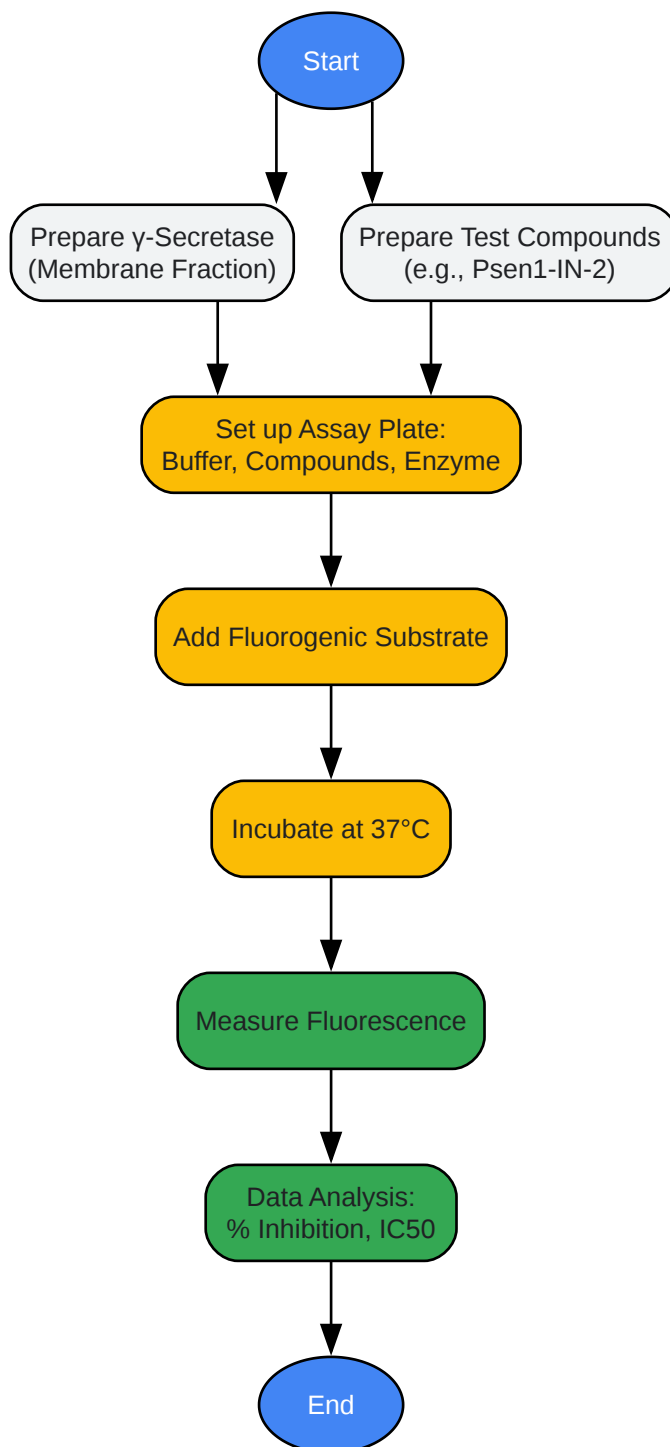 Start
Prepare γ-Secretase
(Membrane Fraction)
Prepare Test Compounds
(e.g., Psen1-IN-2)
Set up Assay Plate:
Buffer, Compounds, Enzyme
Add Fluorogenic Substrate
Incubate at 37°C
Measure Fluorescence
Data Analysis:
% Inhibition, IC50
End